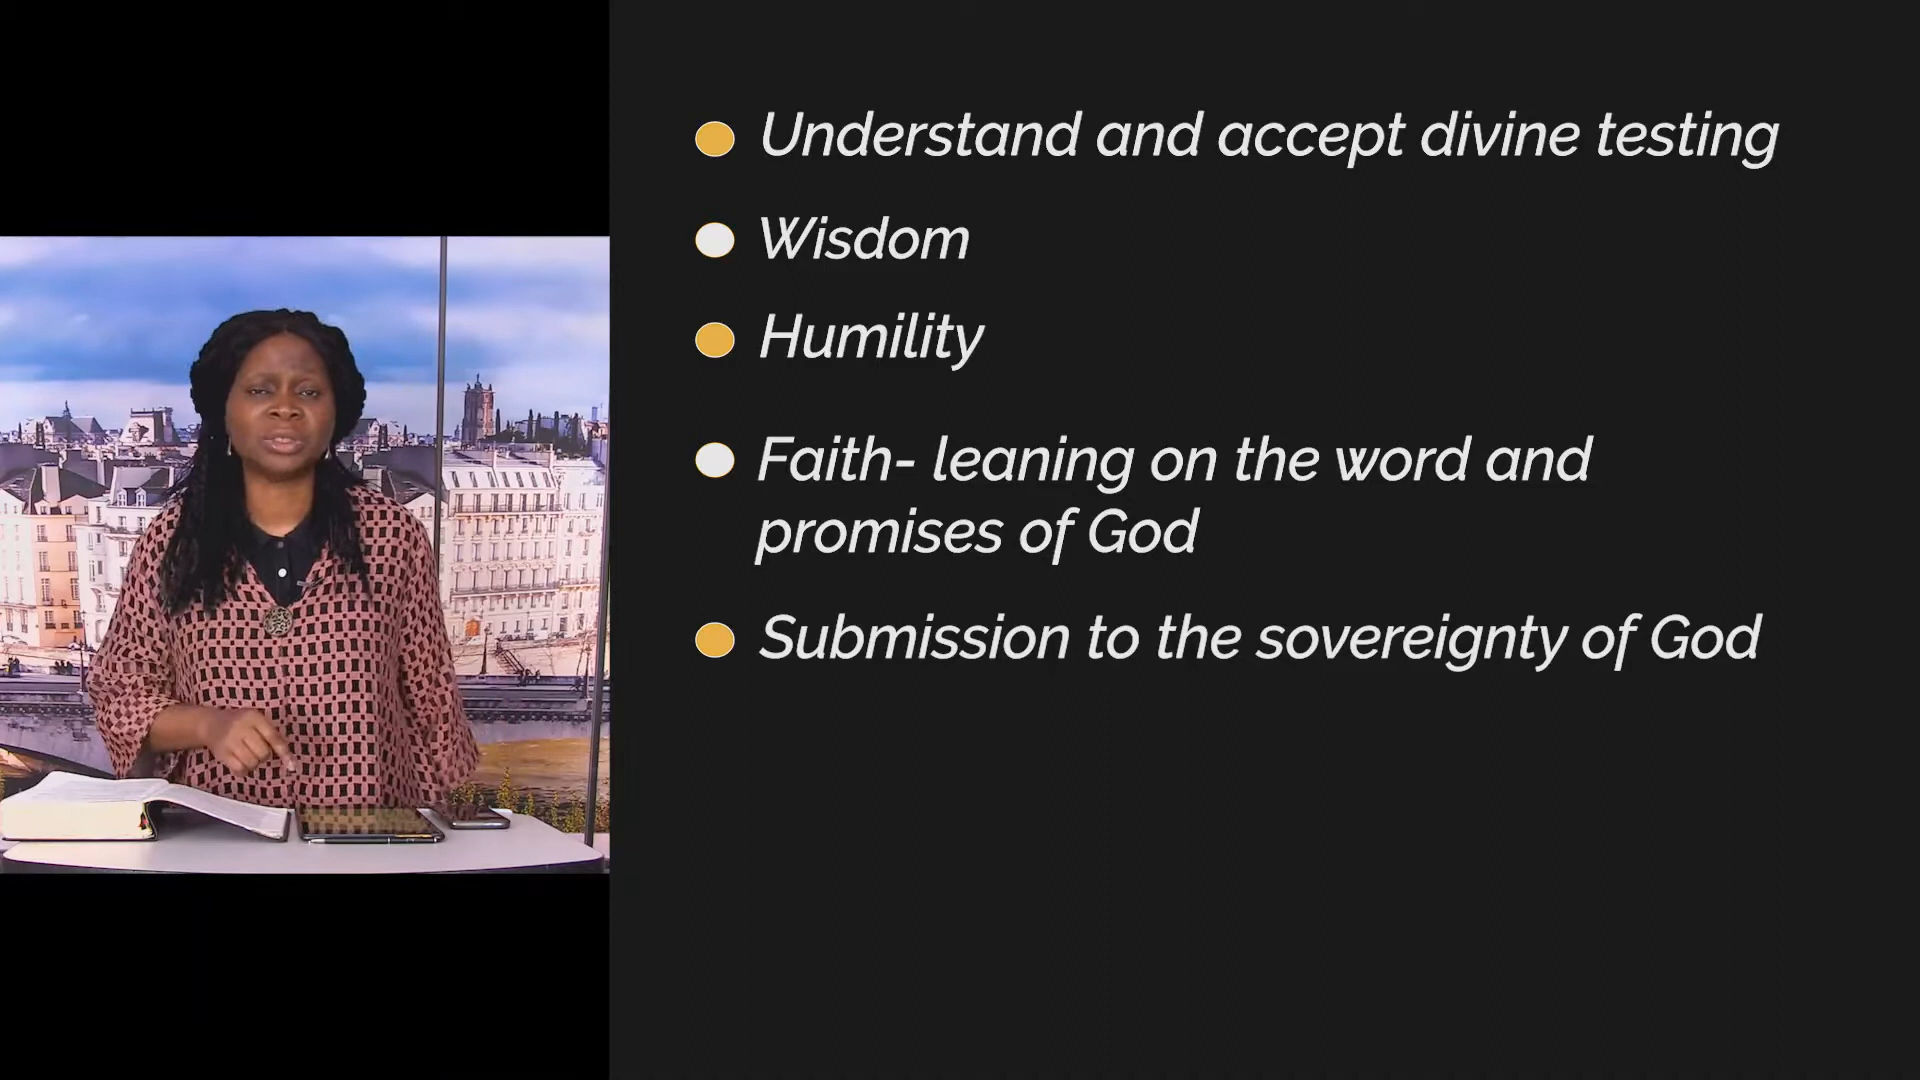 Understand and accept divine testing
Wisdom
Humility
Faith- leaning on the word and
promises of God
Submission to the sovereignty of God